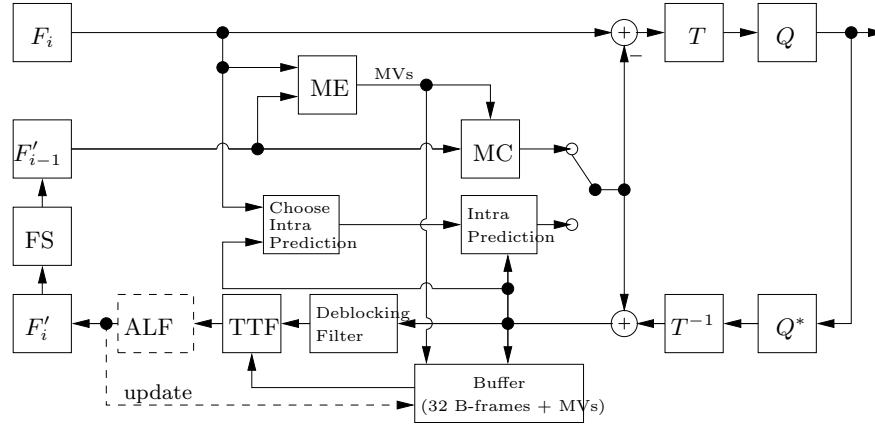 F_i
+
T
Q
−
MVs
ME
F'_{i−1}
MC
Choose
Intra
Prediction
Intra
Prediction
FS
F'_i
ALF
TTF
Deblocking
Filter
+
T^{−1}
Q*
update
Buffer
(32 B-frames + MVs)